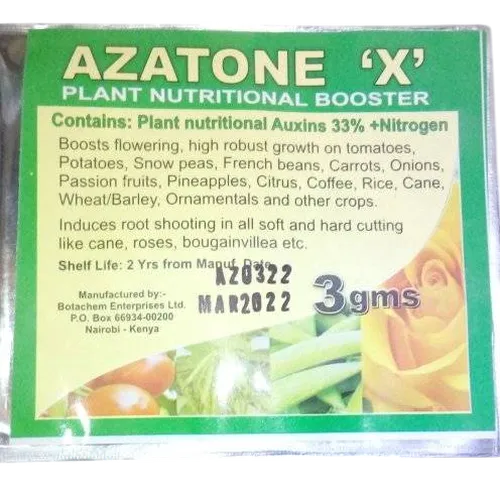 AZATONE 'X'
PLANT NUTRITIONAL BOOSTER
Contains: Plant nutritional Auxins 33% +Nitrogen
Boosts flowering, high robust growth on tomatoes,
Potatoes, Snow peas, French beans, Carrots, Onions,
Passion fruits, Pineapples, Citrus, Coffee, Rice, Cane,
Wheat/Barley, Ornamentals and other crops.
Induces root shooting in all soft and hard cutting
like cane, roses, bougainvillea etc.
Shelf Life: 2 Yrs from Manuf. Date
AZ0322
MAR2022
Manufactured by:-
Botachem Enterprises Ltd.
P.O. Box 66934-00200
Nairobi - Kenya
3gms